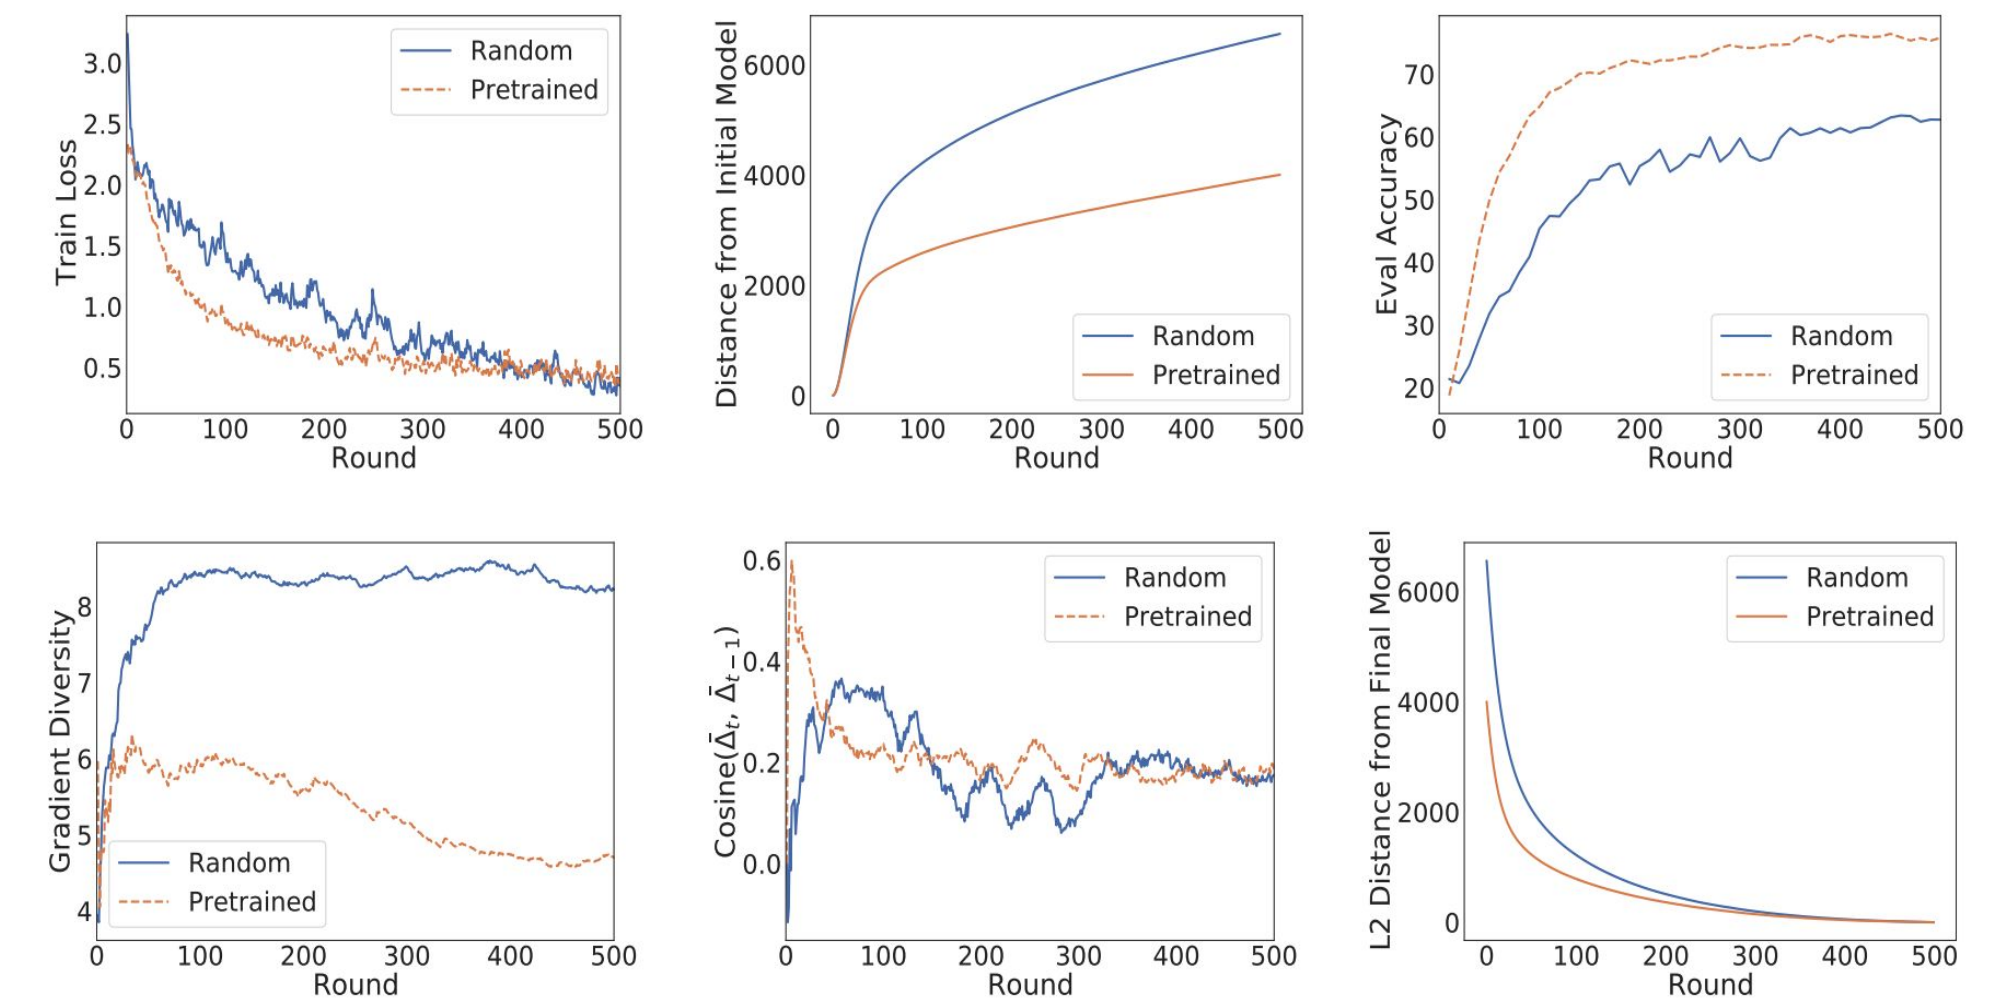 Train Loss
3.0
2.5
2.0
1.5
1.0
0.5
0 100 200 300 400 500
Round
Random
Pretrained
Distance from Initial Model
6000
4000
2000
0
0 100 200 300 400 500
Round
Random
Pretrained
Eval Accuracy
70
60
50
40
30
20
0 100 200 300 400 500
Round
Random
Pretrained
Gradient Diversity
8
7
6
5
4
0 100 200 300 400 500
Round
Random
Pretrained
Cosine(Δ̄t, Δ̄t−1)
0.6
0.4
0.2
0.0
0 100 200 300 400 500
Round
Random
Pretrained
L2 Distance from Final Model
6000
4000
2000
0
0 100 200 300 400 500
Round
Random
Pretrained